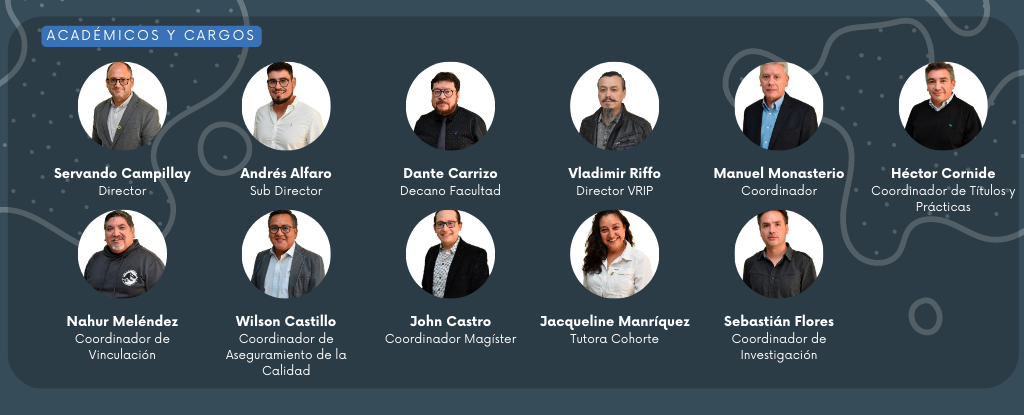 ACADÉMICOS Y CARGOS
Servando Campillay
Director
Andrés Alfaro
Sub Director
Dante Carrizo
Decano Facultad
Vladimir Riffo
Director VRIP
Manuel Monasterio
Coordinador
Héctor Cornide
Coordinador de Títulos y
Prácticas
Nahur Meléndez
Coordinador de
Vinculación
Wilson Castillo
Coordinador de
Aseguramiento de la
Calidad
John Castro
Coordinador Magíster
Jacqueline Manríquez
Tutora Cohorte
Sebastián Flores
Coordinador de
Investigación